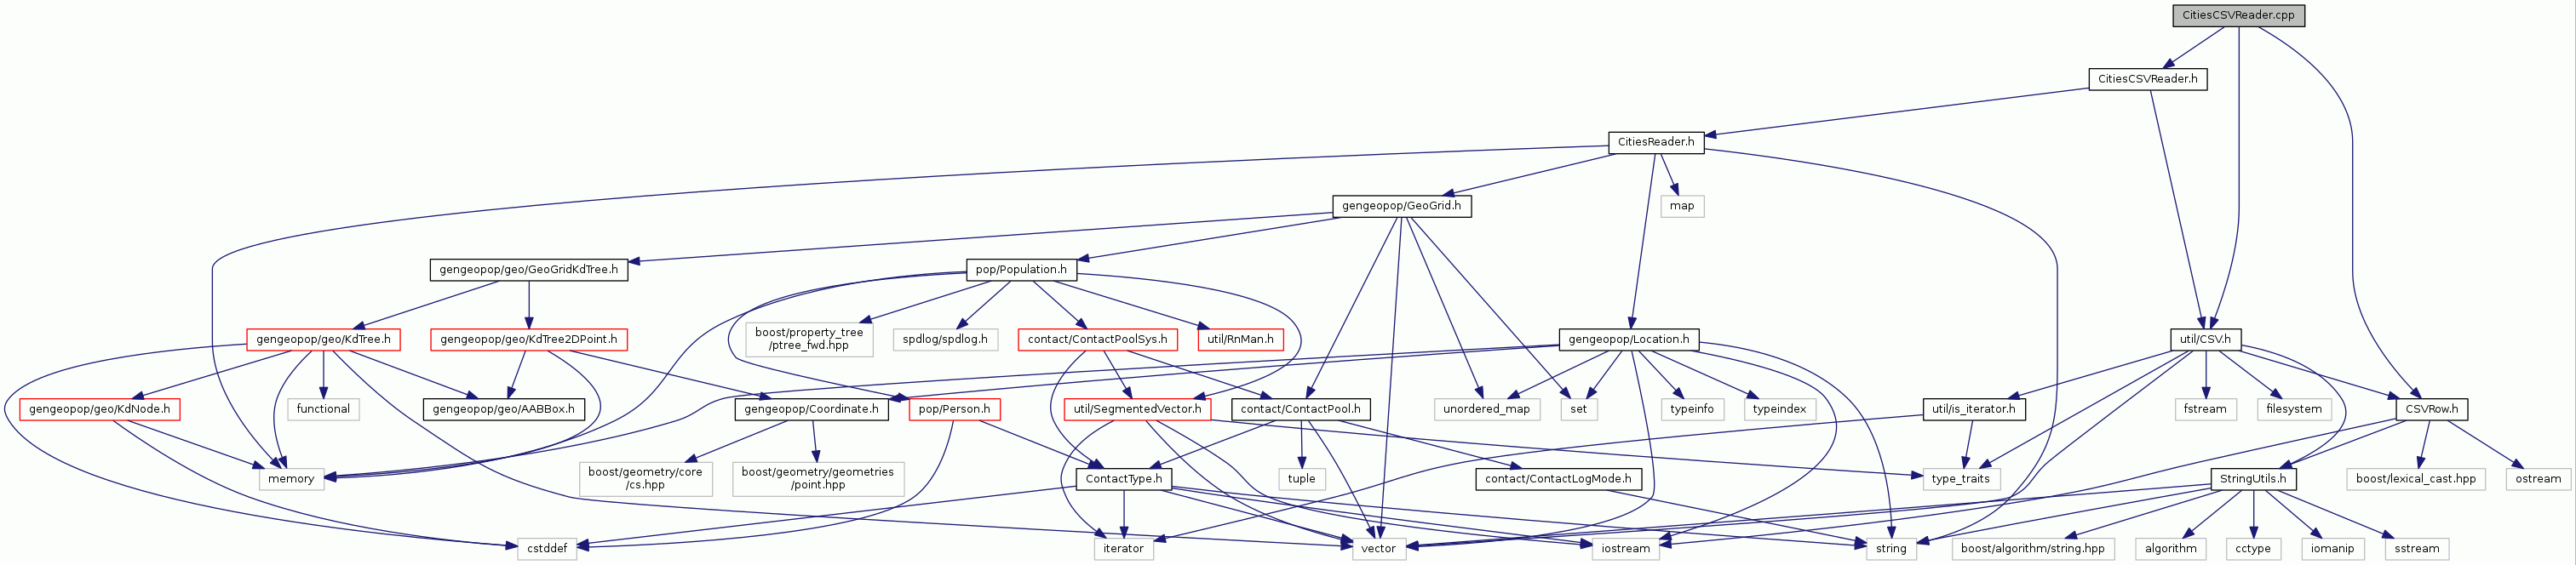 CitiesCSVReader.cpp
CitiesCSVReader.h
CitiesReader.h
gengeopop/GeoGrid.h
map
gengeopop/geo/GeoGridKdTree.h
pop/Population.h
gengeopop/geo/KdTree.h
gengeopop/geo/KdTree2DPoint.h
boost/property_tree
/ptree_fwd.hpp
spdlog/spdlog.h
contact/ContactPoolSys.h
util/RnMan.h
gengeopop/Location.h
util/CSV.h
gengeopop/geo/KdNode.h
functional
gengeopop/geo/AABBox.h
gengeopop/Coordinate.h
pop/Person.h
util/SegmentedVector.h
contact/ContactPool.h
unordered_map
set
typeinfo
typeindex
util/is_iterator.h
fstream
filesystem
CSVRow.h
memory
boost/geometry/core
/cs.hpp
boost/geometry/geometries
/point.hpp
ContactType.h
tuple
contact/ContactLogMode.h
type_traits
StringUtils.h
boost/lexical_cast.hpp
ostream
cstddef
iterator
vector
iostream
string
boost/algorithm/string.hpp
algorithm
cctype
iomanip
sstream